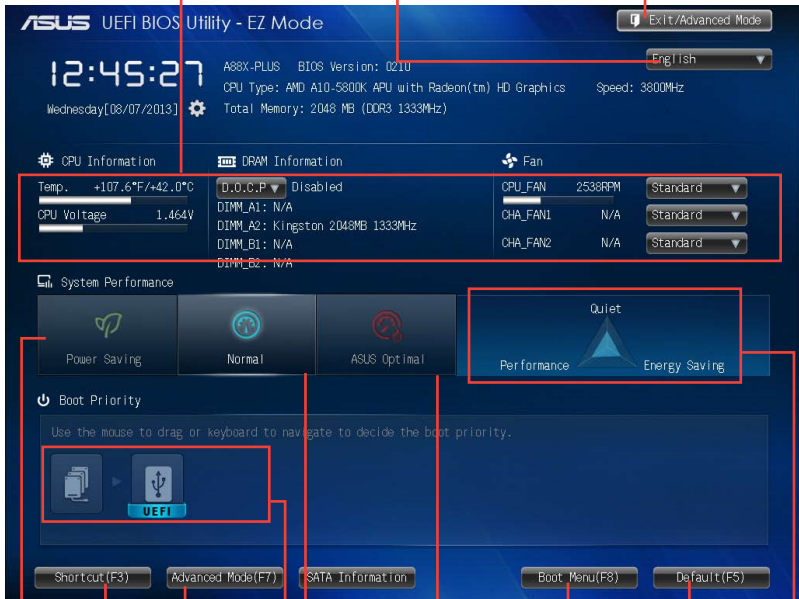 ASUS UEFI BIOS Utility - EZ Mode
Exit/Advanced Mode
English
12:45:27
Wednesday[08/07/2013]
A88X-PLUS BIOS Version: 0210
CPU Type: AMD A10-5800K APU with Radeon(tm) HD Graphics Speed: 3800MHz
Total Memory: 2048 MB (DDR3 1333MHz)
CPU Information
Temp. +107.6°F/+42.0°C
CPU Voltage 1.464V
DRAM Information
D.O.C.P Disabled
DIMM_A1: N/A
DIMM_A2: Kingston 2048MB 1333MHz
DIMM_B1: N/A
DIMM_B2: N/A
Fan
CPU_FAN 2538RPM Standard
CHA_FAN1 N/A Standard
CHA_FAN2 N/A Standard
System Performance
Power Saving
Normal
ASUS Optimal
Quiet
Performance
Energy Saving
Boot Priority
Use the mouse to drag or keyboard to navigate to decide the boot priority.
UEFI
Shortcut(F3)
Advanced Mode(F7)
SATA Information
Boot Menu(F8)
Default(F5)